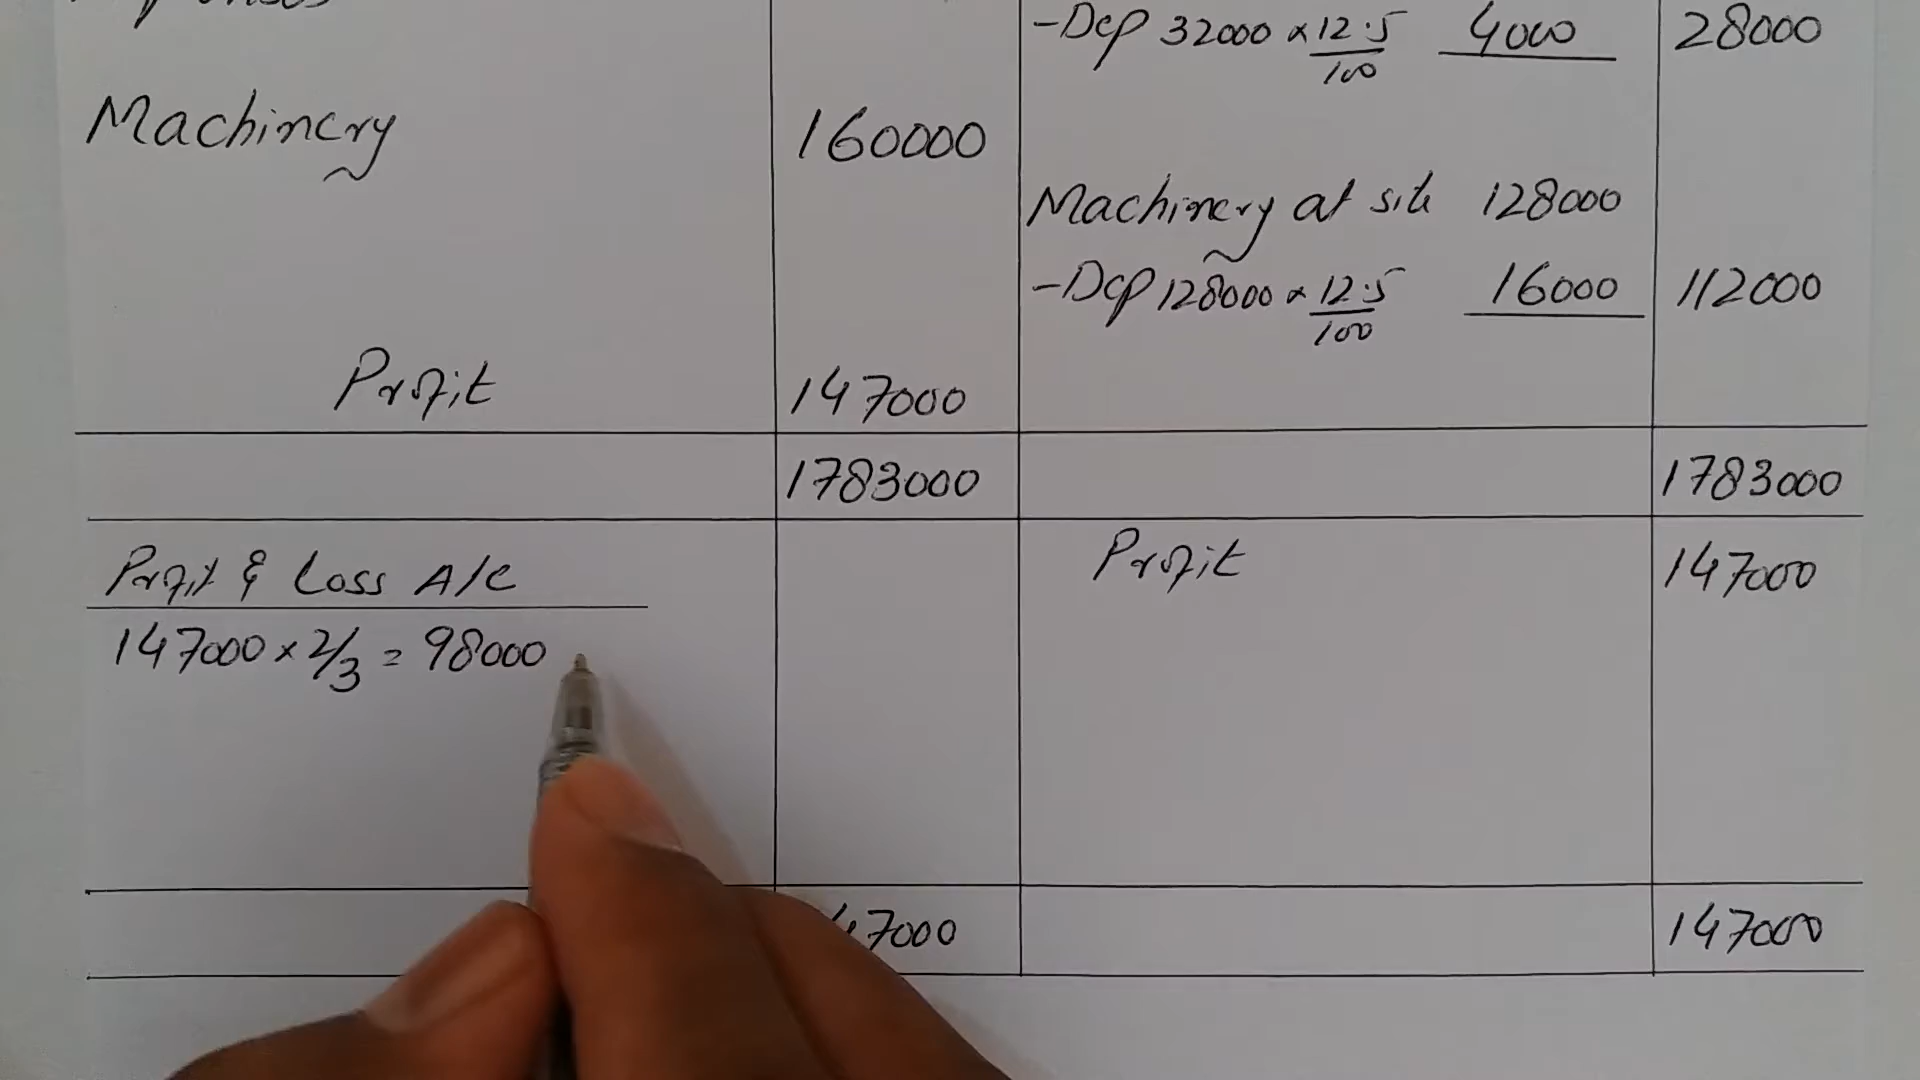 -Dep 32000 × 12.5/100 4000 28000
Machinery 160000
Machinery at site 128000
-Dep 128000 × 12.5/100 16000 112000
Profit 147000
1783000 1783000
Profit & Loss A/C Profit 147000
147000 × 2/3 = 98000
47000 147000